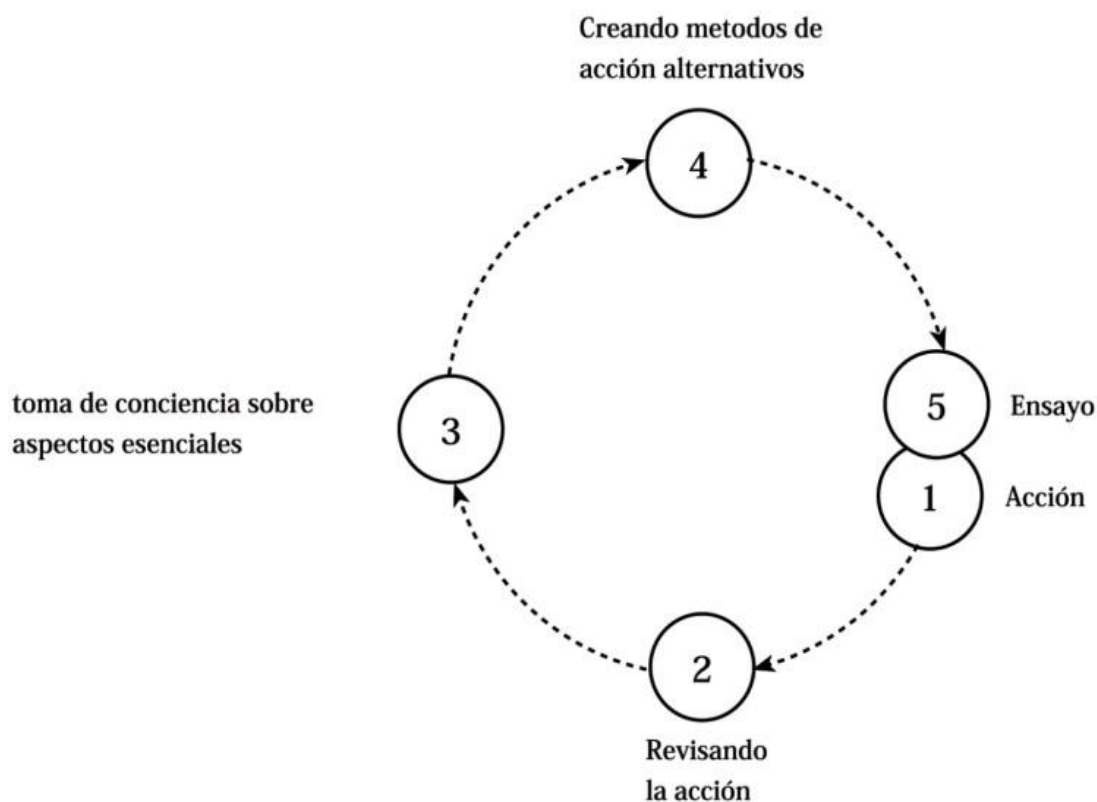 Creando metodos de
acción alternativos
4
5
Ensayo
toma de conciencia sobre
aspectos esenciales
3
1
Acción
2
Revisando
la acción